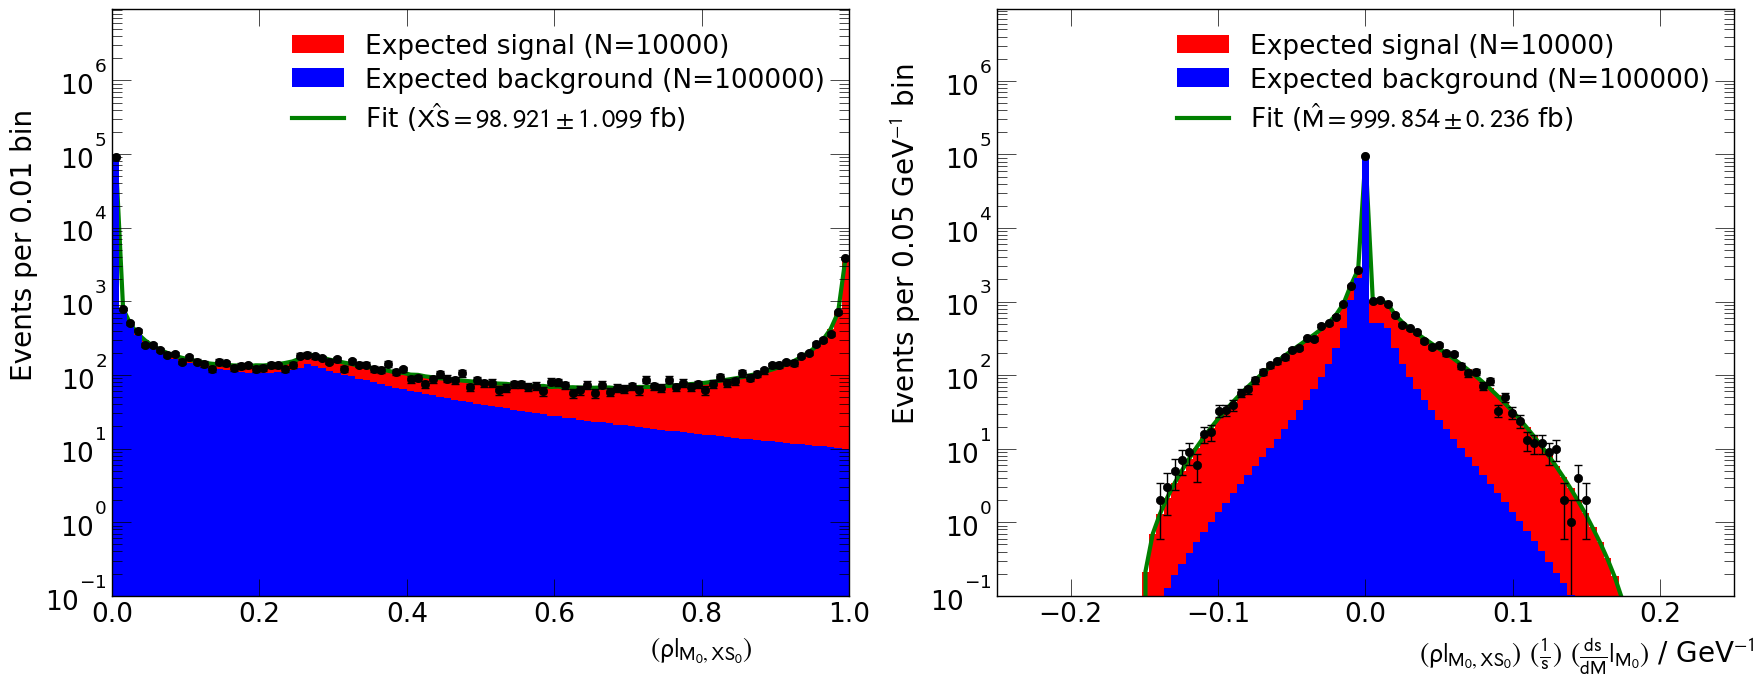 Events per 0.01 bin
10⁶
10⁵
10⁴
10³
10²
10¹
10⁰
10⁻¹
Expected signal (N=10000)
Expected background (N=100000)
Fit (X̂S=98.921±1.099 fb)
0.0 0.2 0.4 0.6 0.8 1.0
(ρ|M₀, XS₀)
Events per 0.05 GeV⁻¹ bin
10⁶
10⁵
10⁴
10³
10²
10¹
10⁰
10⁻¹
Expected signal (N=10000)
Expected background (N=100000)
Fit (M̂=999.854±0.236 fb)
−0.2 −0.1 0.0 0.1 0.2
(ρ|M₀, XS₀) (1/s) (ds/dM|M₀) / GeV⁻¹